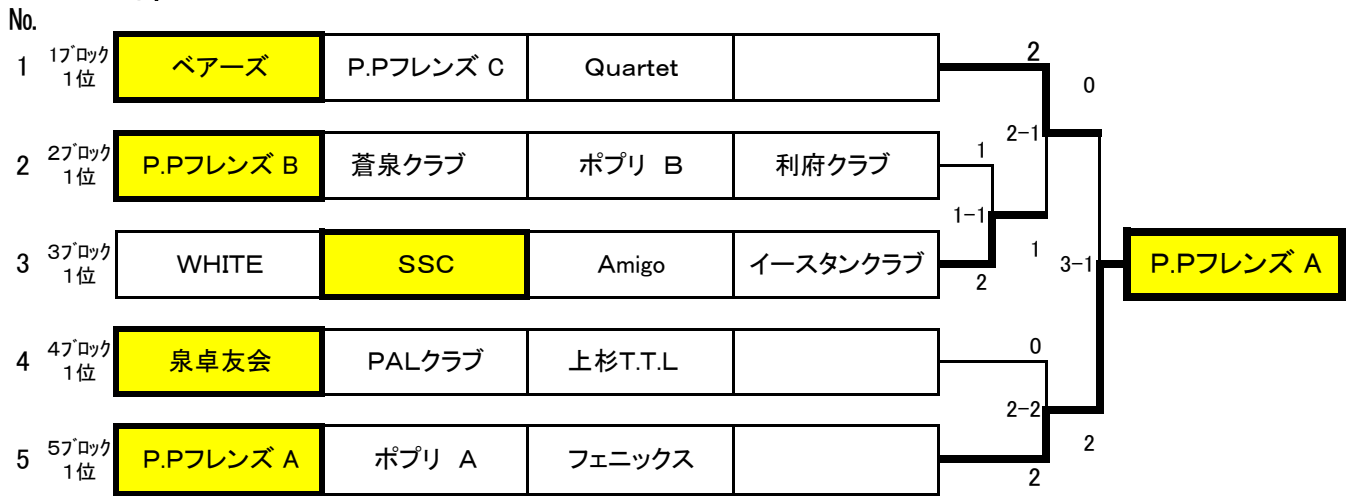 No.
1 1ブロック 1位 ベアーズ P.Pフレンズ C Quartet
2
0
2 2ブロック 1位 P.Pフレンズ B 蒼泉クラブ ポプリ B 利府クラブ
1
2-1
1-1
3 3ブロック 1位 WHITE SSC Amigo イースタンクラブ
2
1
3-1
P.Pフレンズ A
4 4ブロック 1位 泉卓友会 PALクラブ 上杉T.T.L
0
2-2
5 5ブロック 1位 P.Pフレンズ A ポプリ A フェニックス
2
2